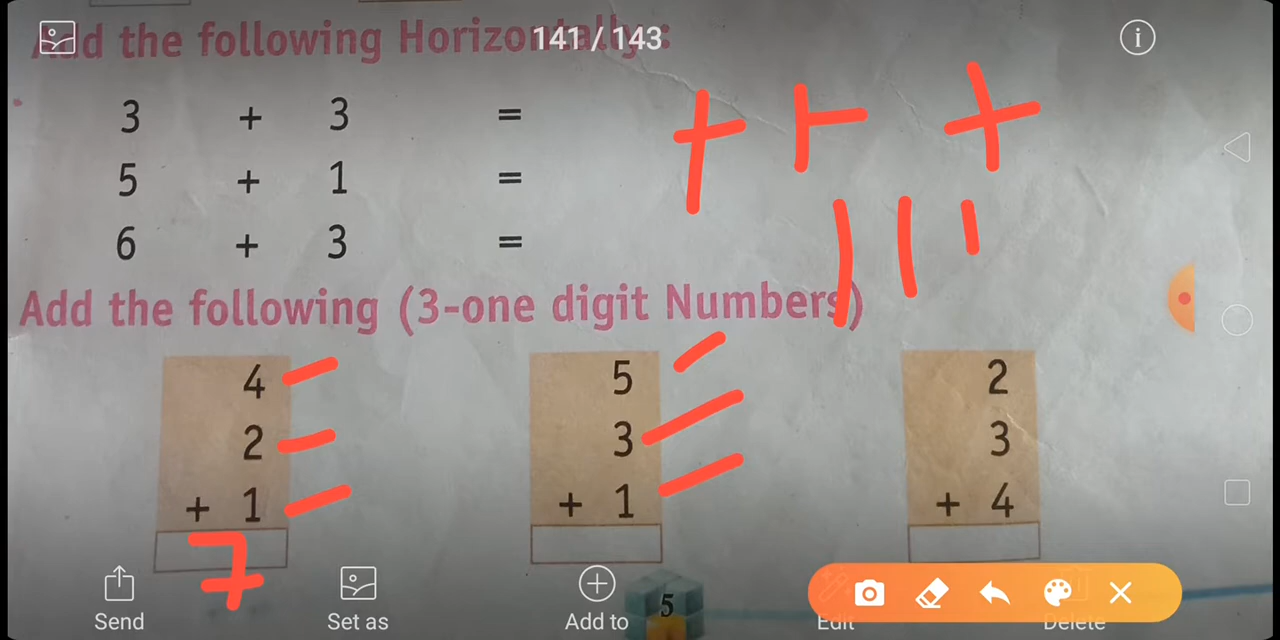 Add the following Horizontally:
141 / 143
3 + 3 =
5 + 1 =
6 + 3 =
Add the following (3-one digit Numbers)
4 5 2
2 3 3
+ 1 + 1 + 4
7
Send Set as Add to 5 Edit Delete